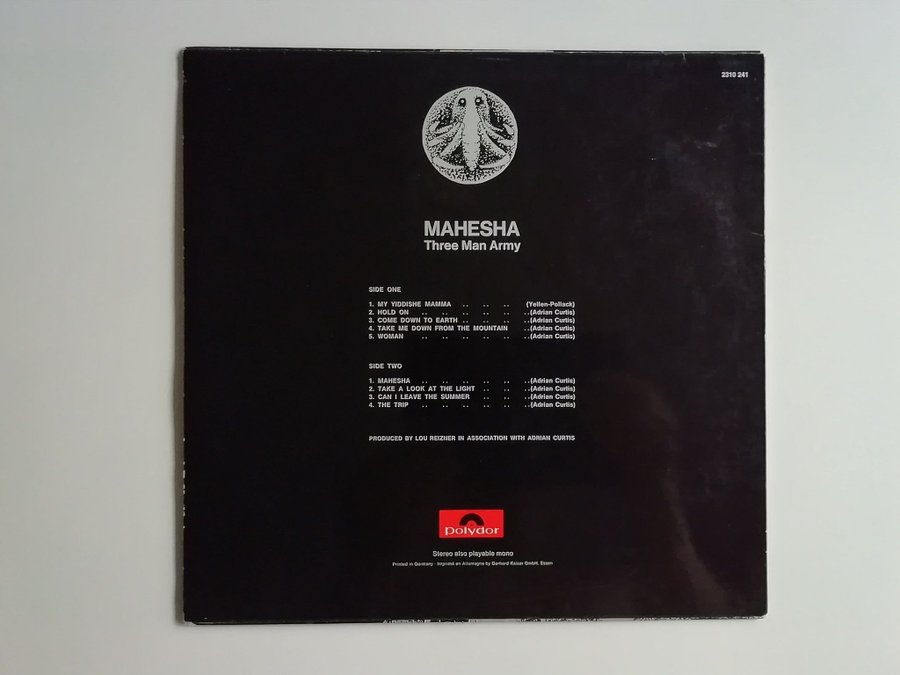 2310 241
MAHESHA
Three Man Army
SIDE ONE
1. MY YIDDISHE MAMMA .. .. .. (Yellen-Pollack)
2. HOLD ON .. .. .. .. .. ..(Adrian Curtis)
3. COME DOWN TO EARTH .. .. .. ..(Adrian Curtis)
4. TAKE ME DOWN FROM THE MOUNTAIN ..(Adrian Curtis)
5. WOMAN .. .. .. .. .. ..(Adrian Curtis)
SIDE TWO
1. MAHESHA .. .. .. .. .. ..(Adrian Curtis)
2. TAKE A LOOK AT THE LIGHT .. .. ..(Adrian Curtis)
3. CAN I LEAVE THE SUMMER .. .. ..(Adrian Curtis)
4. THE TRIP .. .. .. .. .. ..(Adrian Curtis)
PRODUCED BY LOU REIZNER IN ASSOCIATION WITH ADRIAN CURTIS
polydor
Stereo also playable mono
Printed in Germany · Imprimé en Allemagne by Gerhard Kaiser GmbH, Essen